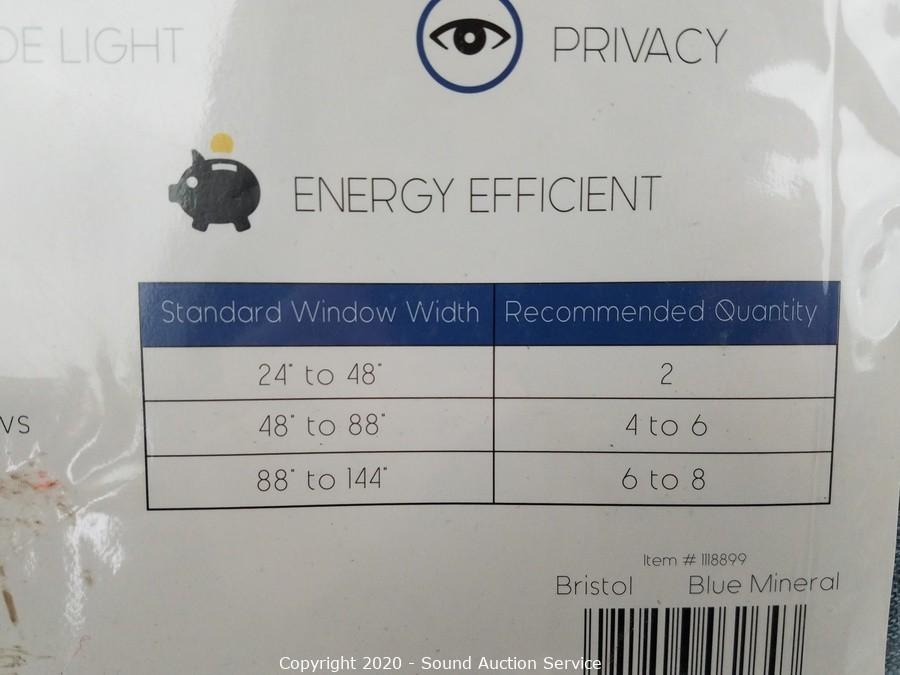 DE LIGHT
PRIVACY
ENERGY EFFICIENT
Standard Window Width Recommended Quantity
24" to 48" 2
48" to 88" 4 to 6
88" to 144" 6 to 8
WS
Item # 1118899
Bristol Blue Mineral
Copyright 2020 - Sound Auction Service